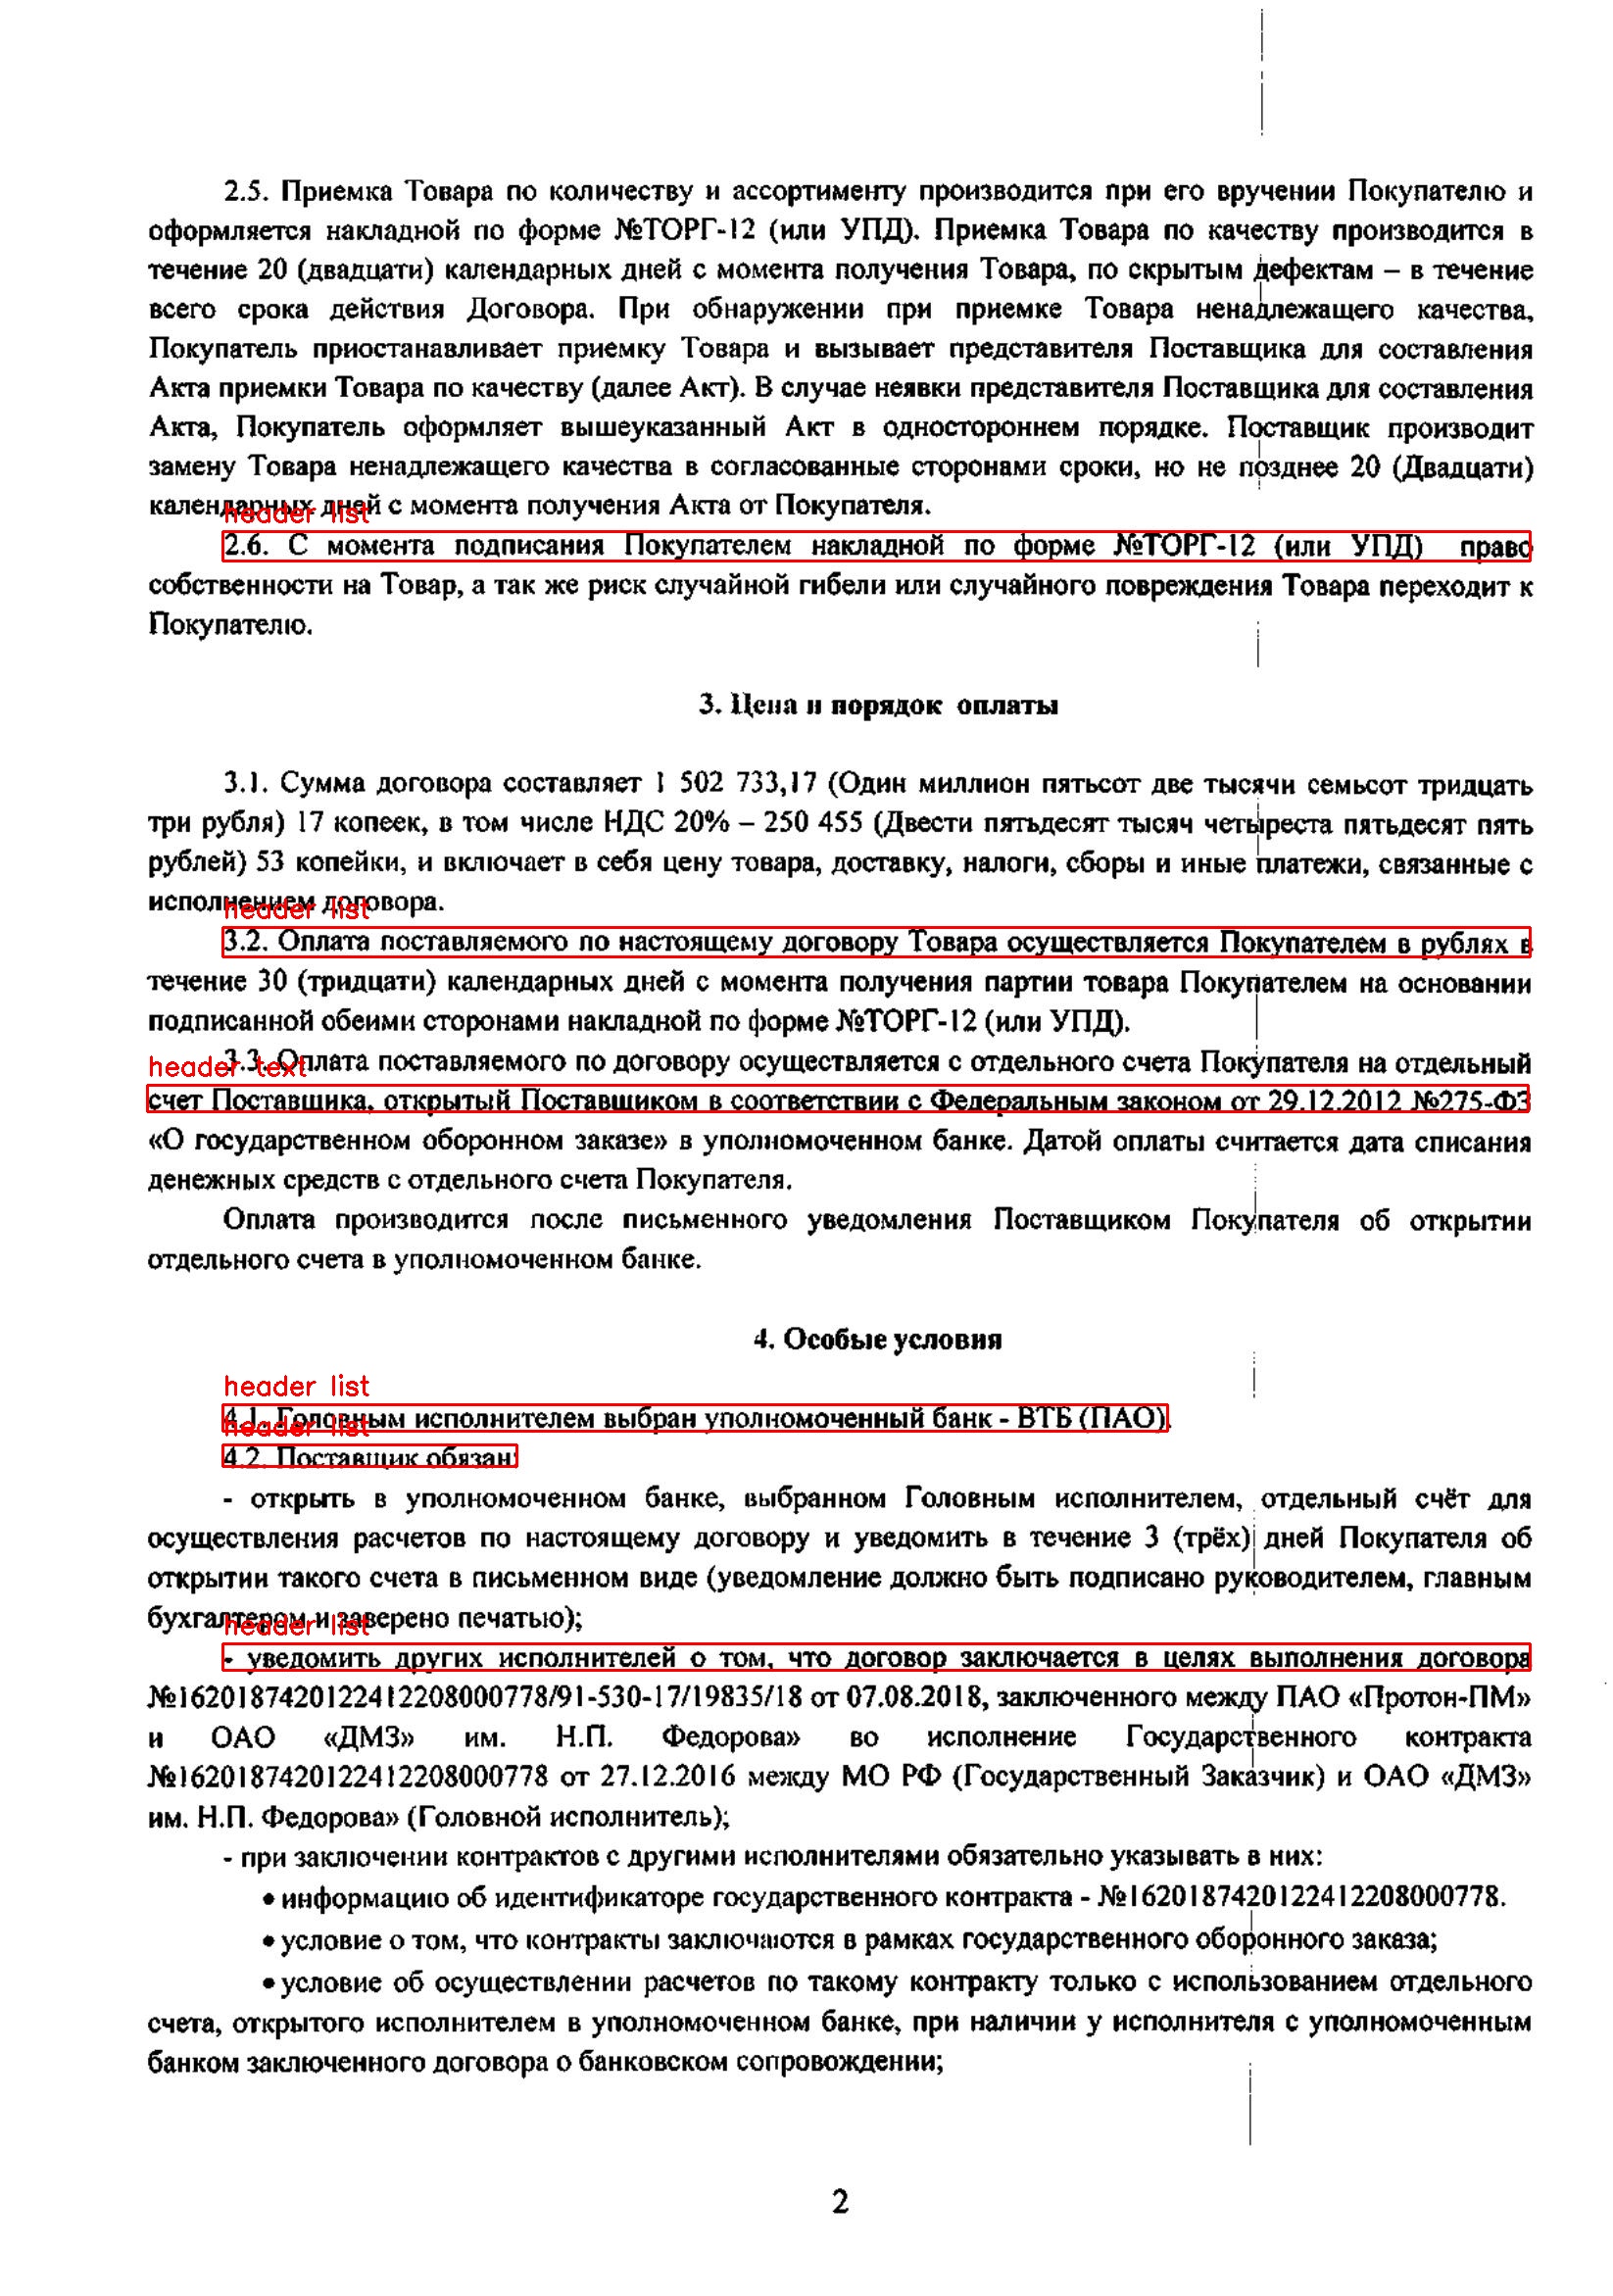 2.5. Приемка Товара по количеству и ассортименту производится при его вручении Покупателю и
оформляется накладной по форме №ТОРГ-12 (или УПД). Приемка Товара по качеству производится в
течение 20 (двадцати) календарных дней с момента получения Товара, по скрытым дефектам – в течение
всего срока действия Договора. При обнаружении при приемке Товара ненадлежащего качества,
Покупатель приостанавливает приемку Товара и вызывает представителя Поставщика для составления
Акта приемки Товара по качеству (далее Акт). В случае неявки представителя Поставщика для составления
Акта, Покупатель оформляет вышеуказанный Акт в одностороннем порядке. Поставщик производит
замену Товара ненадлежащего качества в согласованные сторонами сроки, но не позднее 20 (Двадцати)
календарных дней с момента получения Акта от Покупателя.
header list
2.6. С момента подписания Покупателем накладной по форме №ТОРГ-12 (или УПД) право
собственности на Товар, а так же риск случайной гибели или случайного повреждения Товара переходит к
Покупателю.
3. Цена и порядок оплаты
3.1. Сумма договора составляет 1 502 733,17 (Один миллион пятьсот две тысячи семьсот тридцать
три рубля) 17 копеек, в том числе НДС 20% – 250 455 (Двести пятьдесят тысяч четыреста пятьдесят пять
рублей) 53 копейки, и включает в себя цену товара, доставку, налоги, сборы и иные платежи, связанные с
исполнением договора.
header list
3.2. Оплата поставляемого по настоящему договору Товара осуществляется Покупателем в рублях в
течение 30 (тридцати) календарных дней с момента получения партии товара Покупателем на основании
подписанной обеими сторонами накладной по форме №ТОРГ-12 (или УПД).
3.3. Оплата поставляемого по договору осуществляется с отдельного счета Покупателя на отдельный
header text
счет Поставщика, открытый Поставщиком в соответствии с Федеральным законом от 29.12.2012 №275-ФЗ
«О государственном оборонном заказе» в уполномоченном банке. Датой оплаты считается дата списания
денежных средств с отдельного счета Покупателя.
Оплата производится после письменного уведомления Поставщиком Покупателя об открытии
отдельного счета в уполномоченном банке.
4. Особые условия
header list
4.1. Головным исполнителем выбран уполномоченный банк - ВТБ (ПАО).
header list
4.2. Поставщик обязан:
- открыть в уполномоченном банке, выбранном Головным исполнителем, отдельный счёт для
осуществления расчетов по настоящему договору и уведомить в течение 3 (трёх) дней Покупателя об
открытии такого счета в письменном виде (уведомление должно быть подписано руководителем, главным
бухгалтером и заверено печатью);
header list
- уведомить других исполнителей о том, что договор заключается в целях выполнения договора
№1620187420122412208000778/91-530-17/19835/18 от 07.08.2018, заключенного между ПАО «Протон-ПМ»
и ОАО «ДМЗ» им. Н.П. Федорова» во исполнение Государственного контракта
№1620187420122412208000778 от 27.12.2016 между МО РФ (Государственный Заказчик) и ОАО «ДМЗ»
им. Н.П. Федорова» (Головной исполнитель);
- при заключении контрактов с другими исполнителями обязательно указывать в них:
• информацию об идентификаторе государственного контракта - №1620187420122412208000778.
• условие о том, что контракты заключаются в рамках государственного оборонного заказа;
• условие об осуществлении расчетов по такому контракту только с использованием отдельного
счета, открытого исполнителем в уполномоченном банке, при наличии у исполнителя с уполномоченным
банком заключенного договора о банковском сопровождении;
2